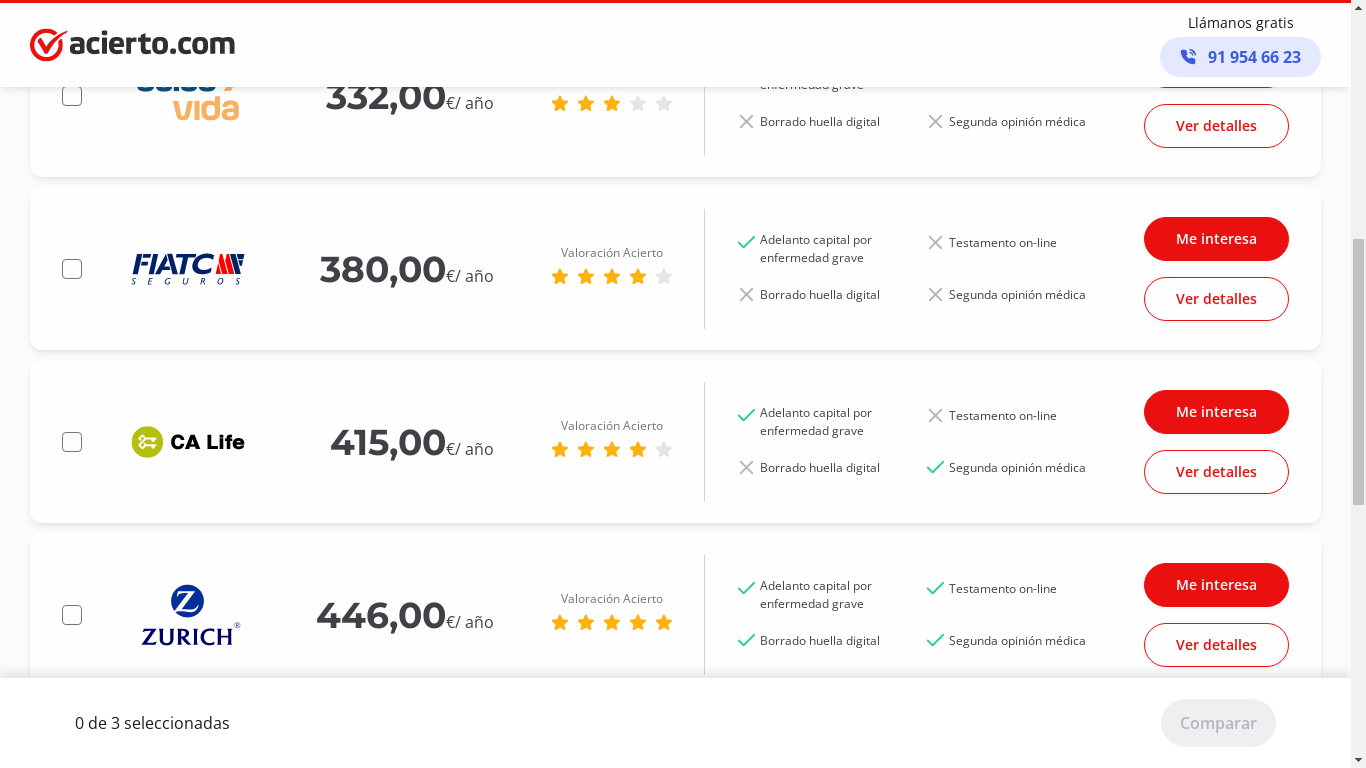 acierto.com
Llámanos gratis
91 954 66 23
vida
332,00€/ año
Borrado huella digital
Segunda opinión médica
Ver detalles
FIATC
SEGUROS
380,00€/ año
Valoración Acierto
Adelanto capital por
enfermedad grave
Testamento on-line
Borrado huella digital
Segunda opinión médica
Me interesa
Ver detalles
CA Life
415,00€/ año
Valoración Acierto
Adelanto capital por
enfermedad grave
Testamento on-line
Borrado huella digital
Segunda opinión médica
Me interesa
Ver detalles
Z
ZURICH®
446,00€/ año
Valoración Acierto
Adelanto capital por
enfermedad grave
Testamento on-line
Borrado huella digital
Segunda opinión médica
Me interesa
Ver detalles
0 de 3 seleccionadas
Comparar